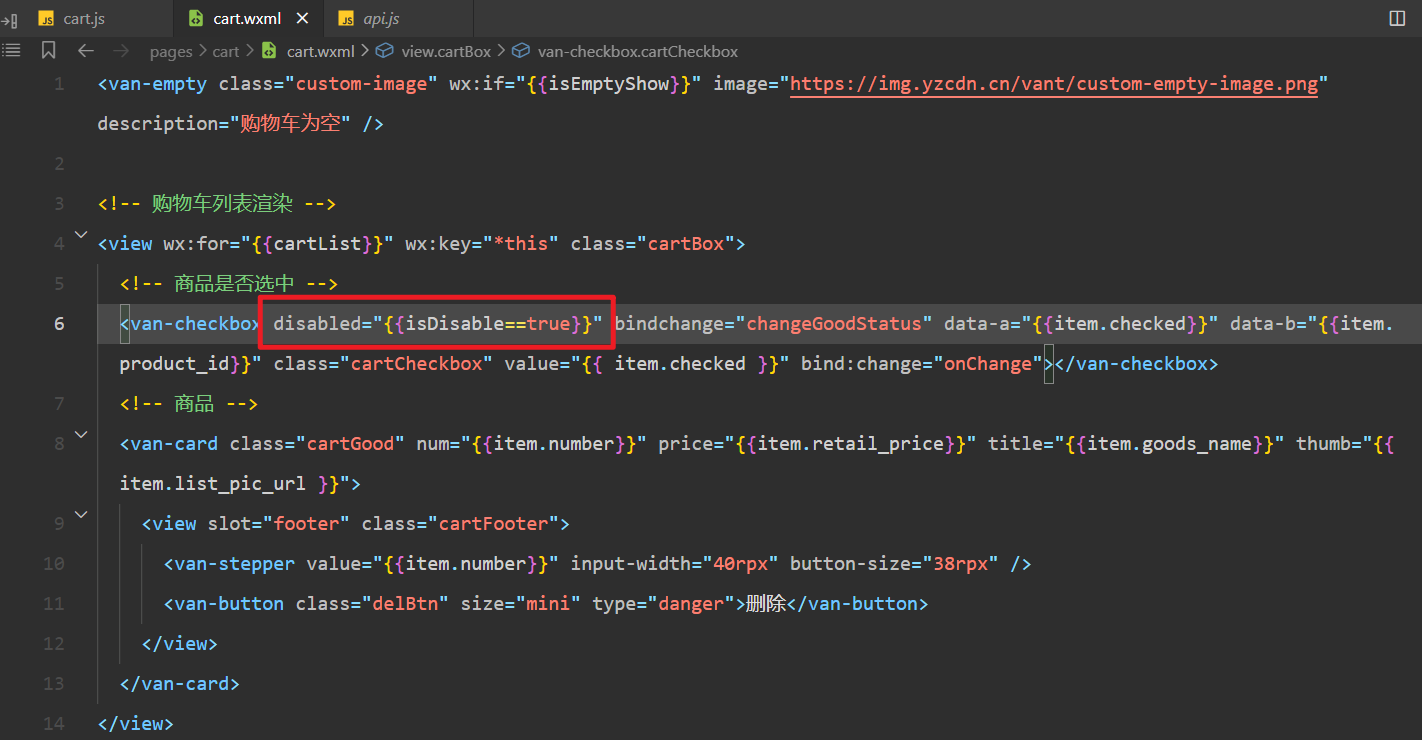 cart.js cart.wxml api.js
pages cart cart.wxml view.cartBox van-checkbox.cartCheckbox
1 <van-empty class="custom-image" wx:if="{{isEmptyShow}}" image="https://img.yzcdn.cn/vant/custom-empty-image.png"
description="购物车为空" />
2
3 <!-- 购物车列表渲染 -->
4 <view wx:for="{{cartList}}" wx:key="*this" class="cartBox">
5 <!-- 商品是否选中 -->
6 <van-checkbox disabled="{{isDisable==true}}" bindchange="changeGoodStatus" data-a="{{item.checked}}" data-b="{{item.
product_id}}" class="cartCheckbox" value="{{ item.checked }}" bind:change="onChange"></van-checkbox>
7 <!-- 商品 -->
8 <van-card class="cartGood" num="{{item.number}}" price="{{item.retail_price}}" title="{{item.goods_name}}" thumb="{{
item.list_pic_url }}">
9 <view slot="footer" class="cartFooter">
10 <van-stepper value="{{item.number}}" input-width="40rpx" button-size="38rpx" />
11 <van-button class="delBtn" size="mini" type="danger">删除</van-button>
12 </view>
13 </van-card>
14 </view>